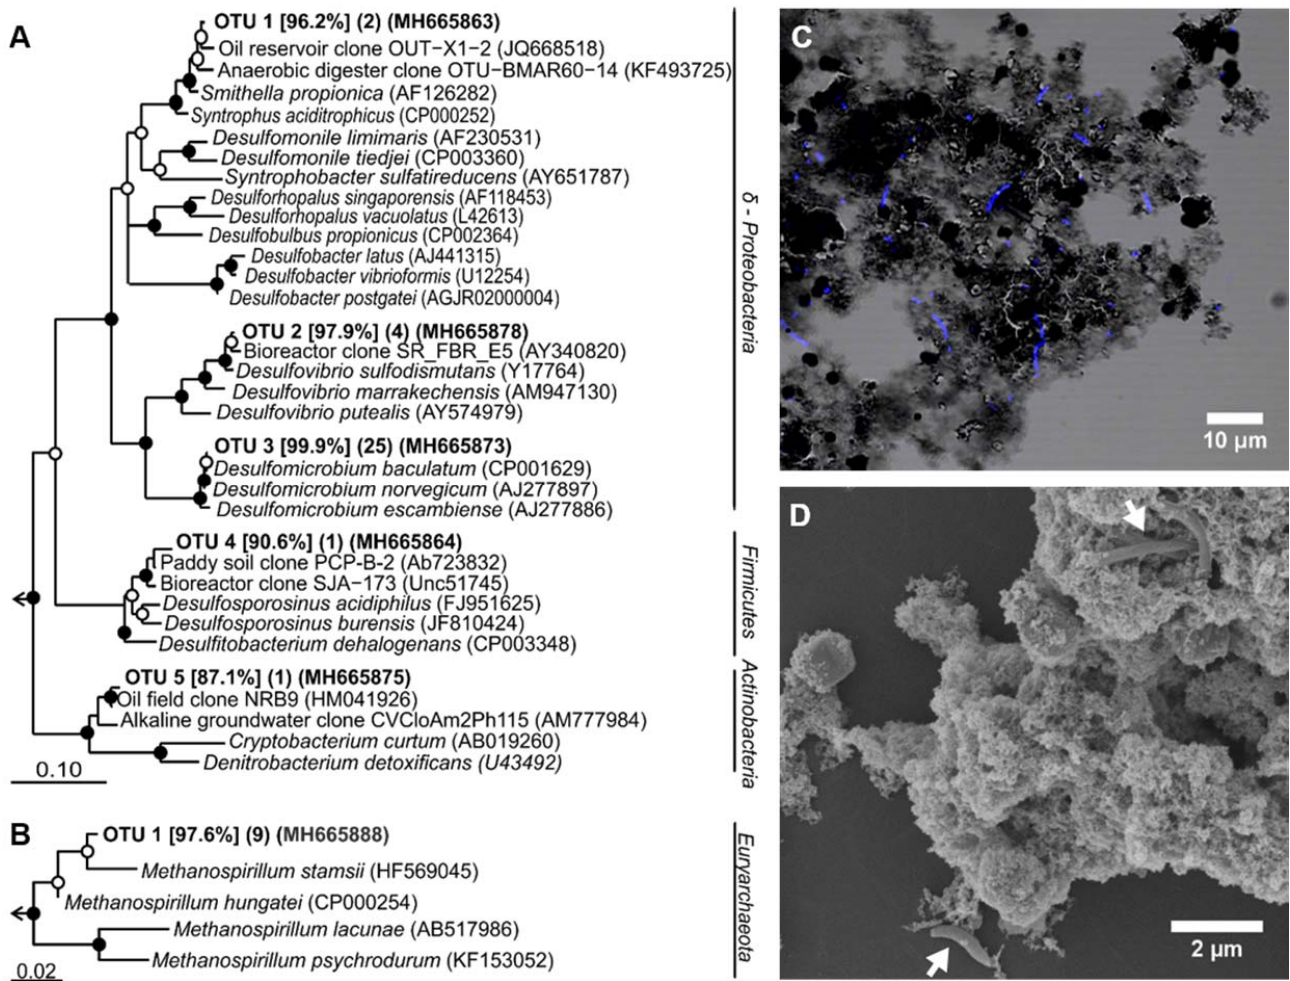 A
OTU 1 [96.2%] (2) (MH665863)
Oil reservoir clone OUT-X1-2 (JQ668518)
Anaerobic digester clone OTU-BMAR60-14 (KF493725)
Smithella propionica (AF126282)
Syntrophus aciditrophicus (CP000252)
Desulfomonile limimaris (AF230531)
Desulfomonile tiedjei (CP003360)
Syntrophobacter sulfatireducens (AY651787)
Desulforhopalus singaporensis (AF118453)
Desulforhopalus vacuolatus (L42613)
Desulfobulbus propionicus (CP002364)
Desulfobacter latus (AJ441315)
Desulfobacter vibrioformis (U12254)
Desulfobacter postgatei (AGJR02000004)
OTU 2 [97.9%] (4) (MH665878)
Bioreactor clone SR_FBR_E5 (AY340820)
Desulfovibrio sulfodismutans (Y17764)
Desulfovibrio marrakechensis (AM947130)
Desulfovibrio putealis (AY574979)
OTU 3 [99.9%] (25) (MH665873)
Desulfomicrobium baculatum (CP001629)
Desulfomicrobium norvegicum (AJ277897)
Desulfomicrobium escambiense (AJ277886)
δ - Proteobacteria
OTU 4 [90.6%] (1) (MH665864)
Paddy soil clone PCP-B-2 (Ab723832)
Bioreactor clone SJA-173 (Unc51745)
Desulfosporosinus acidiphilus (FJ951625)
Desulfosporosinus burensis (JF810424)
Desulfitobacterium dehalogenans (CP003348)
Firmicutes
OTU 5 [87.1%] (1) (MH665875)
Oil field clone NRB9 (HM041926)
Alkaline groundwater clone CVCloAm2Ph115 (AM777984)
Cryptobacterium curtum (AB019260)
Denitrobacterium detoxificans (U43492)
Actinobacteria
0.10
B
OTU 1 [97.6%] (9) (MH665888)
Methanospirillum stamsii (HF569045)
Methanospirillum hungatei (CP000254)
Methanospirillum lacunae (AB517986)
Methanospirillum psychrodurum (KF153052)
Euryarchaeota
0.02
C
10 µm
D
2 µm